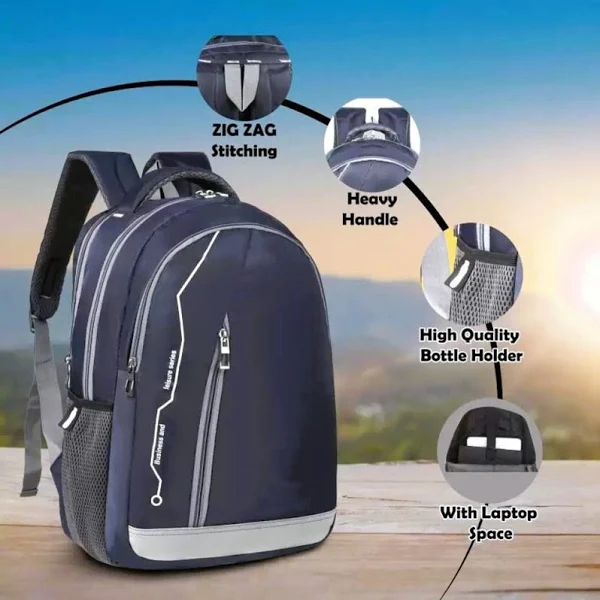 ZIG ZAG
Stitching
Heavy
Handle
High Quality
Bottle Holder
With Laptop
Space
Business and
leisure series